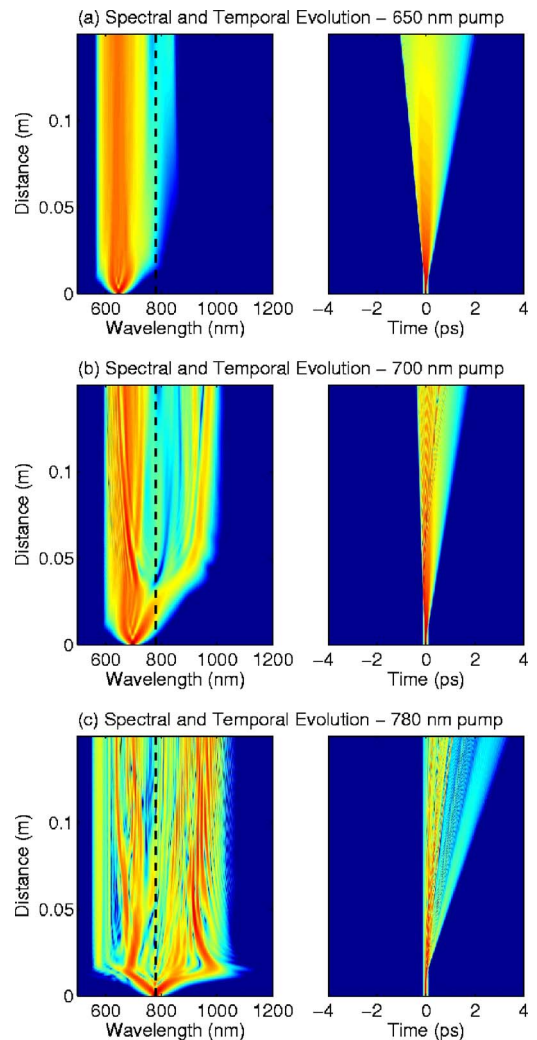 (a) Spectral and Temporal Evolution – 650 nm pump
Distance (m)
0.1
0.05
0
600 800 1000 1200
Wavelength (nm)
−4 −2 0 2 4
Time (ps)
(b) Spectral and Temporal Evolution – 700 nm pump
Distance (m)
0.1
0.05
0
600 800 1000 1200
Wavelength (nm)
−4 −2 0 2 4
Time (ps)
(c) Spectral and Temporal Evolution – 780 nm pump
Distance (m)
0.1
0.05
0
600 800 1000 1200
Wavelength (nm)
−4 −2 0 2 4
Time (ps)